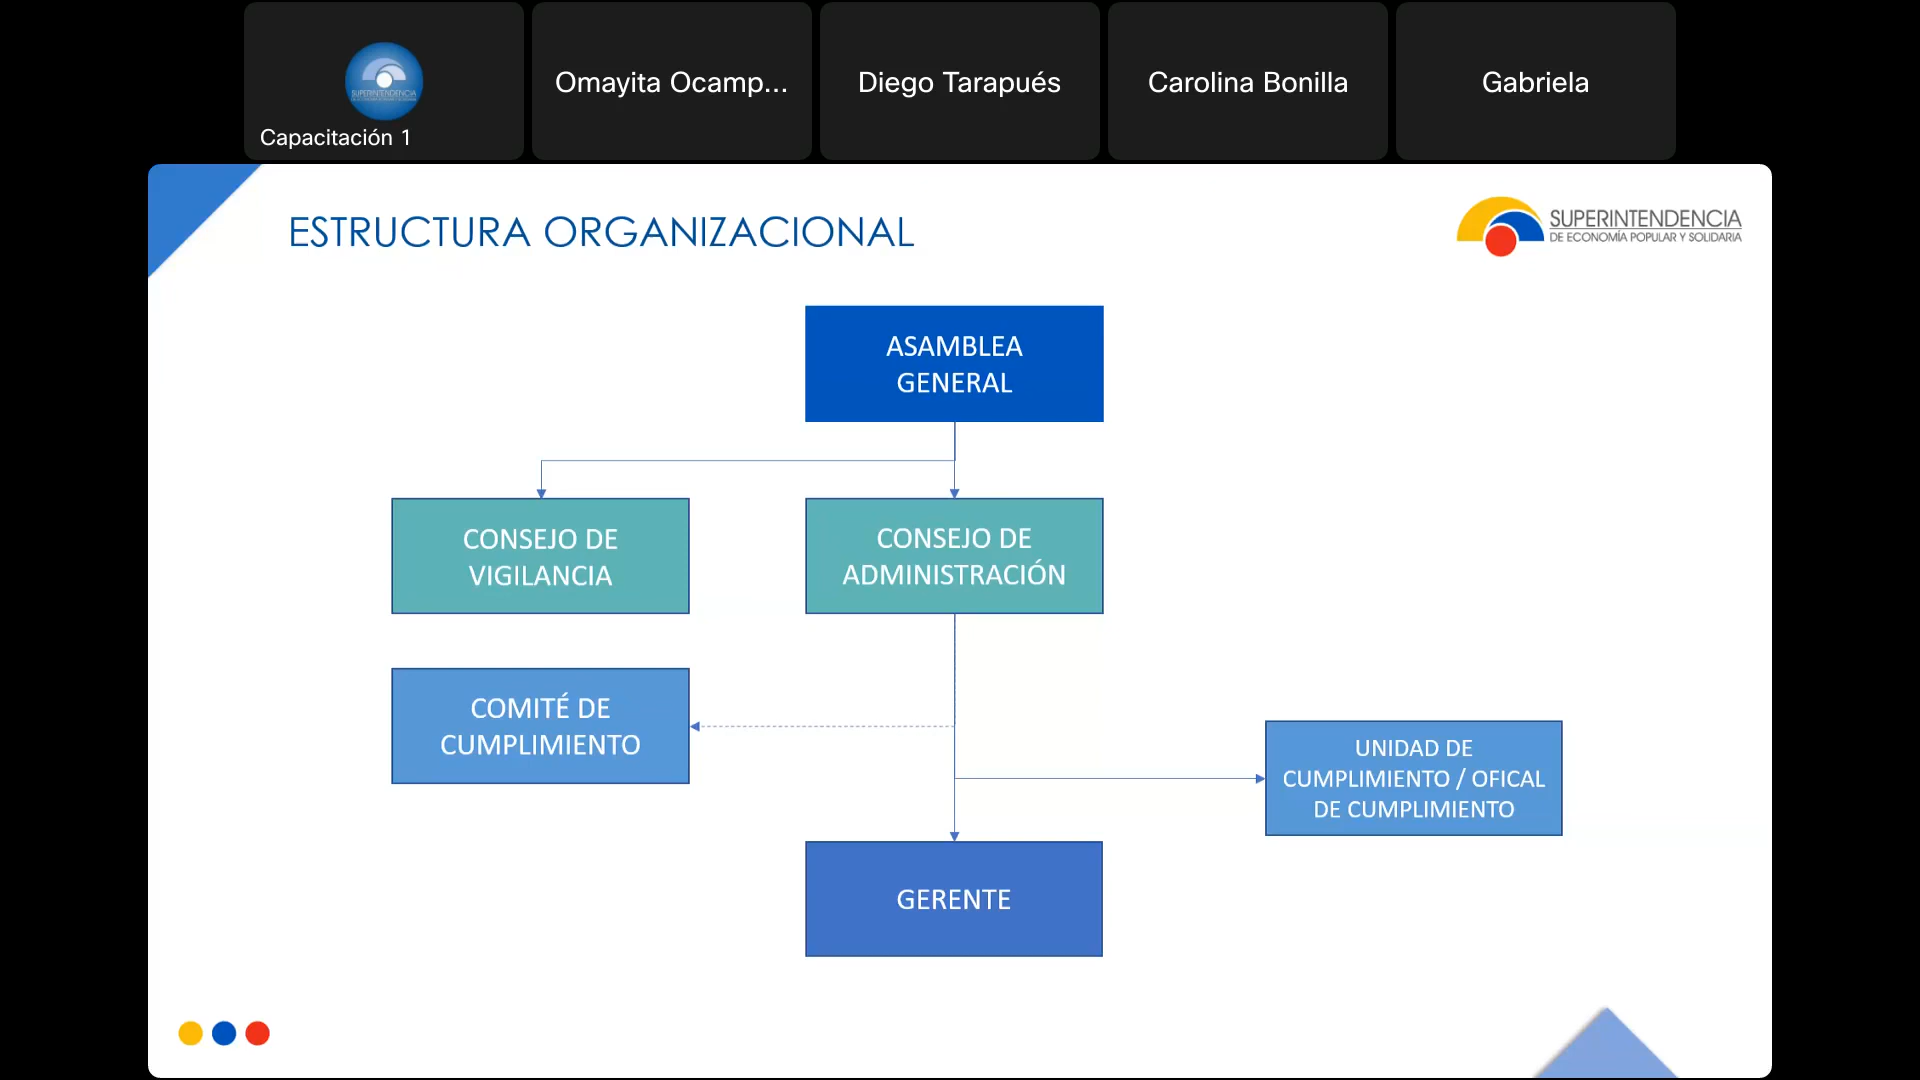 Omayita Ocamp...
Diego Tarapués
Carolina Bonilla
Gabriela
SUPERINTENDENCIA
Capacitación 1
ESTRUCTURA ORGANIZACIONAL
SUPERINTENDENCIA
DE ECONOMÍA POPULAR Y SOLIDARIA
ASAMBLEA
GENERAL
CONSEJO DE
VIGILANCIA
CONSEJO DE
ADMINISTRACIÓN
COMITÉ DE
CUMPLIMIENTO
UNIDAD DE
CUMPLIMIENTO / OFICAL
DE CUMPLIMIENTO
GERENTE